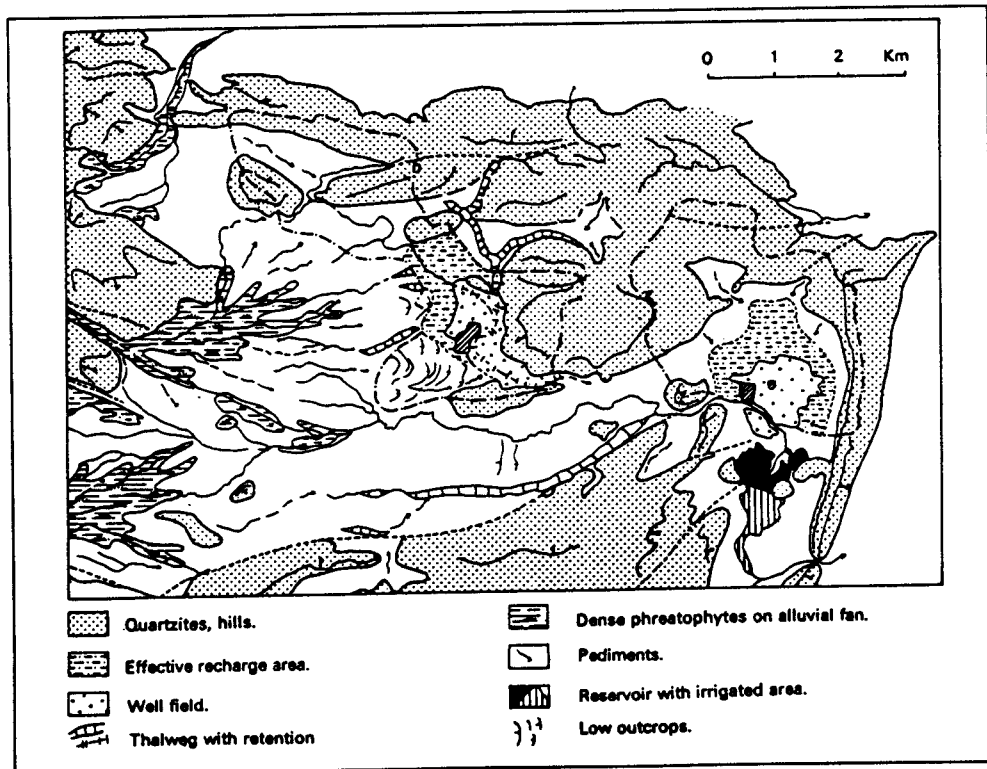 0 1 2 Km
Quartzites, hills.
Effective recharge area.
Well field.
Thalweg with retention
Dense phreatophytes on alluvial fan.
Pediments.
Reservoir with irrigated area.
Low outcrops.